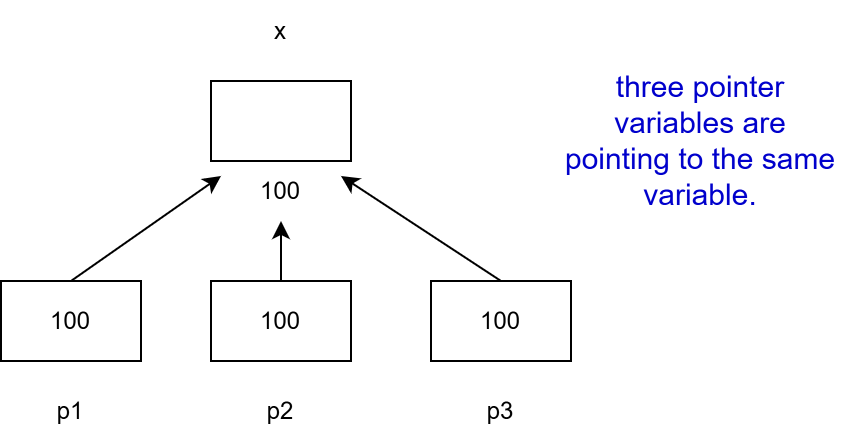 x
three pointer
variables are
pointing to the same
variable.
100
100
100
100
p1
p2
p3